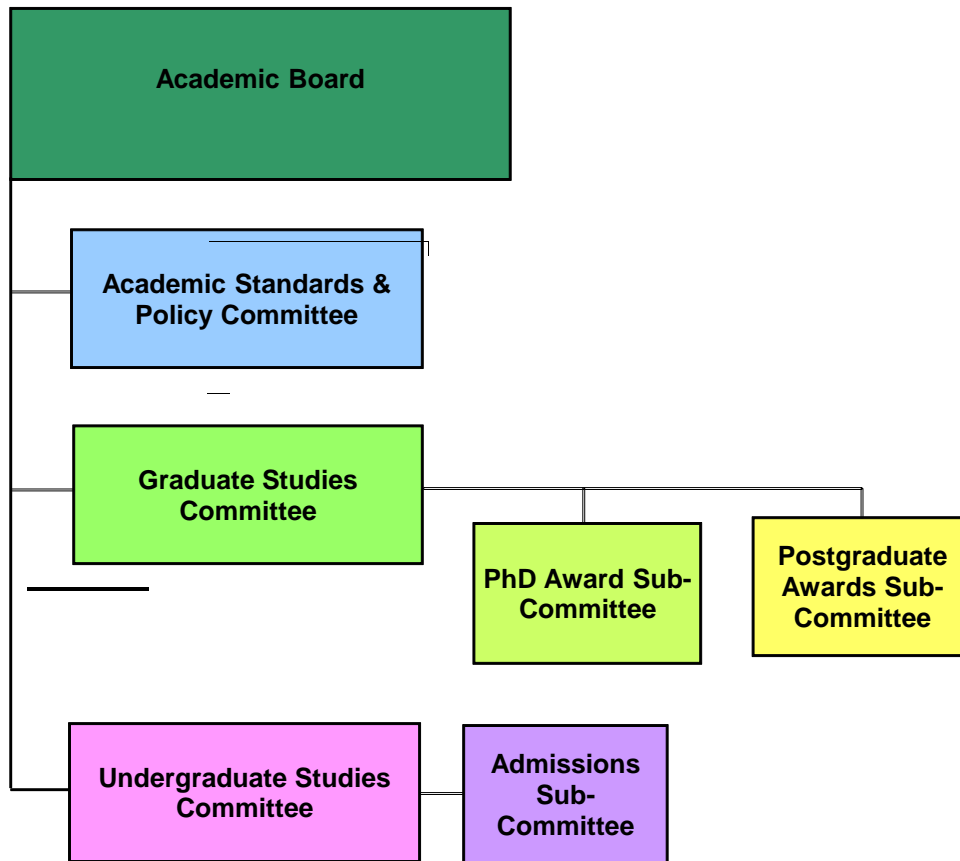 Academic Board
Academic Standards &
Policy Committee
Graduate Studies
Committee
PhD Award Sub-
Committee
Postgraduate
Awards Sub-
Committee
Undergraduate Studies
Committee
Admissions
Sub-
Committee